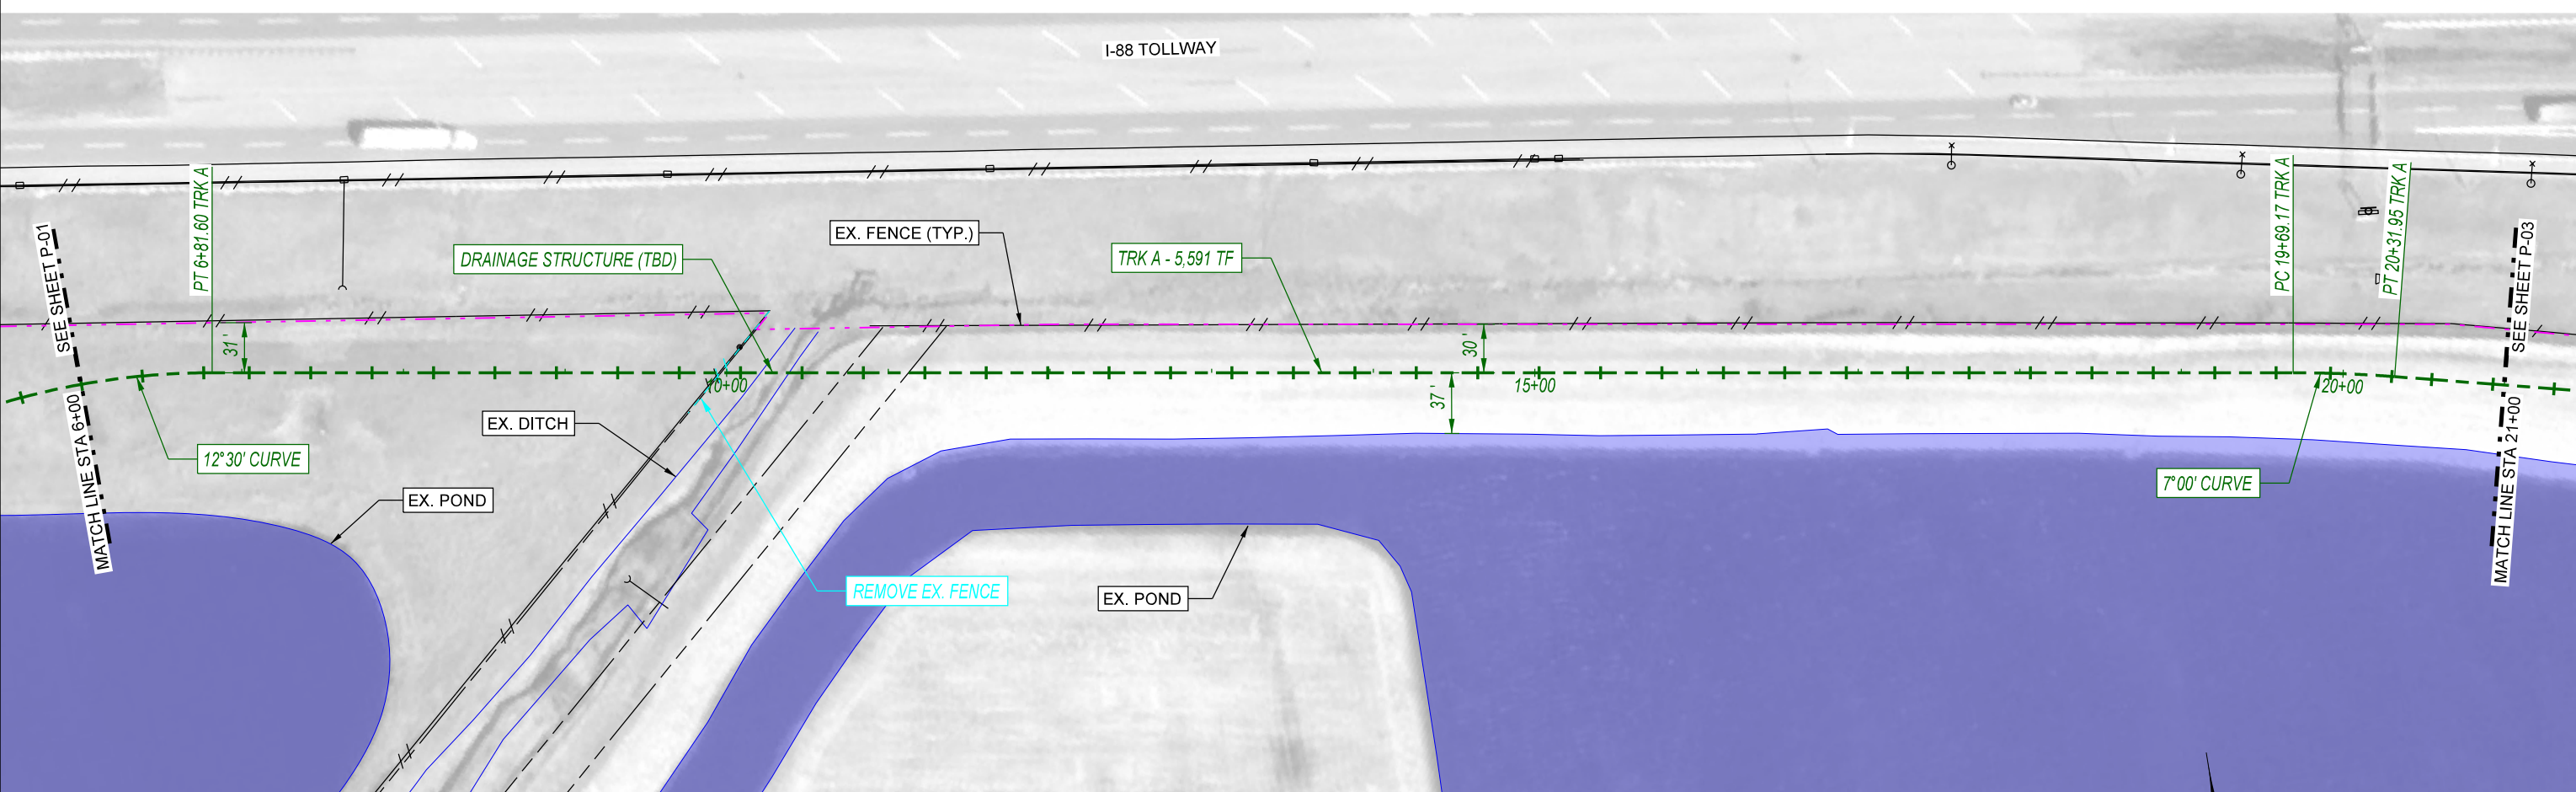 I-88 TOLLWAY
SEE SHEET P-01
MATCH LINE STA 6+00
PT 6+81.60 TRK A
31'
DRAINAGE STRUCTURE (TBD)
EX. FENCE (TYP.)
TRK A - 5,591 TF
30'
37'
10+00
15+00
20+00
PC 19+69.17 TRK A
PT 20+31.95 TRK A
SEE SHEET P-03
MATCH LINE STA 21+00
12°30' CURVE
EX. DITCH
EX. POND
REMOVE EX. FENCE
EX. POND
7°00' CURVE